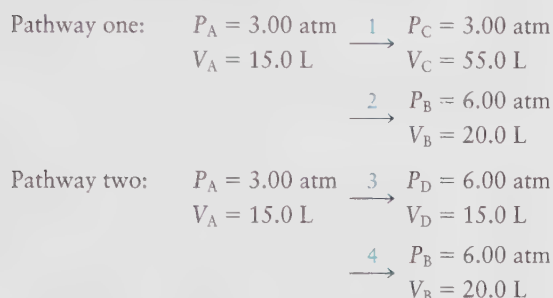 Pathway one: P_A = 3.00 atm 1 → P_C = 3.00 atm
V_A = 15.0 L V_C = 55.0 L
2 → P_B = 6.00 atm
V_B = 20.0 L
Pathway two: P_A = 3.00 atm 3 → P_D = 6.00 atm
V_A = 15.0 L V_D = 15.0 L
4 → P_B = 6.00 atm
V_B = 20.0 L